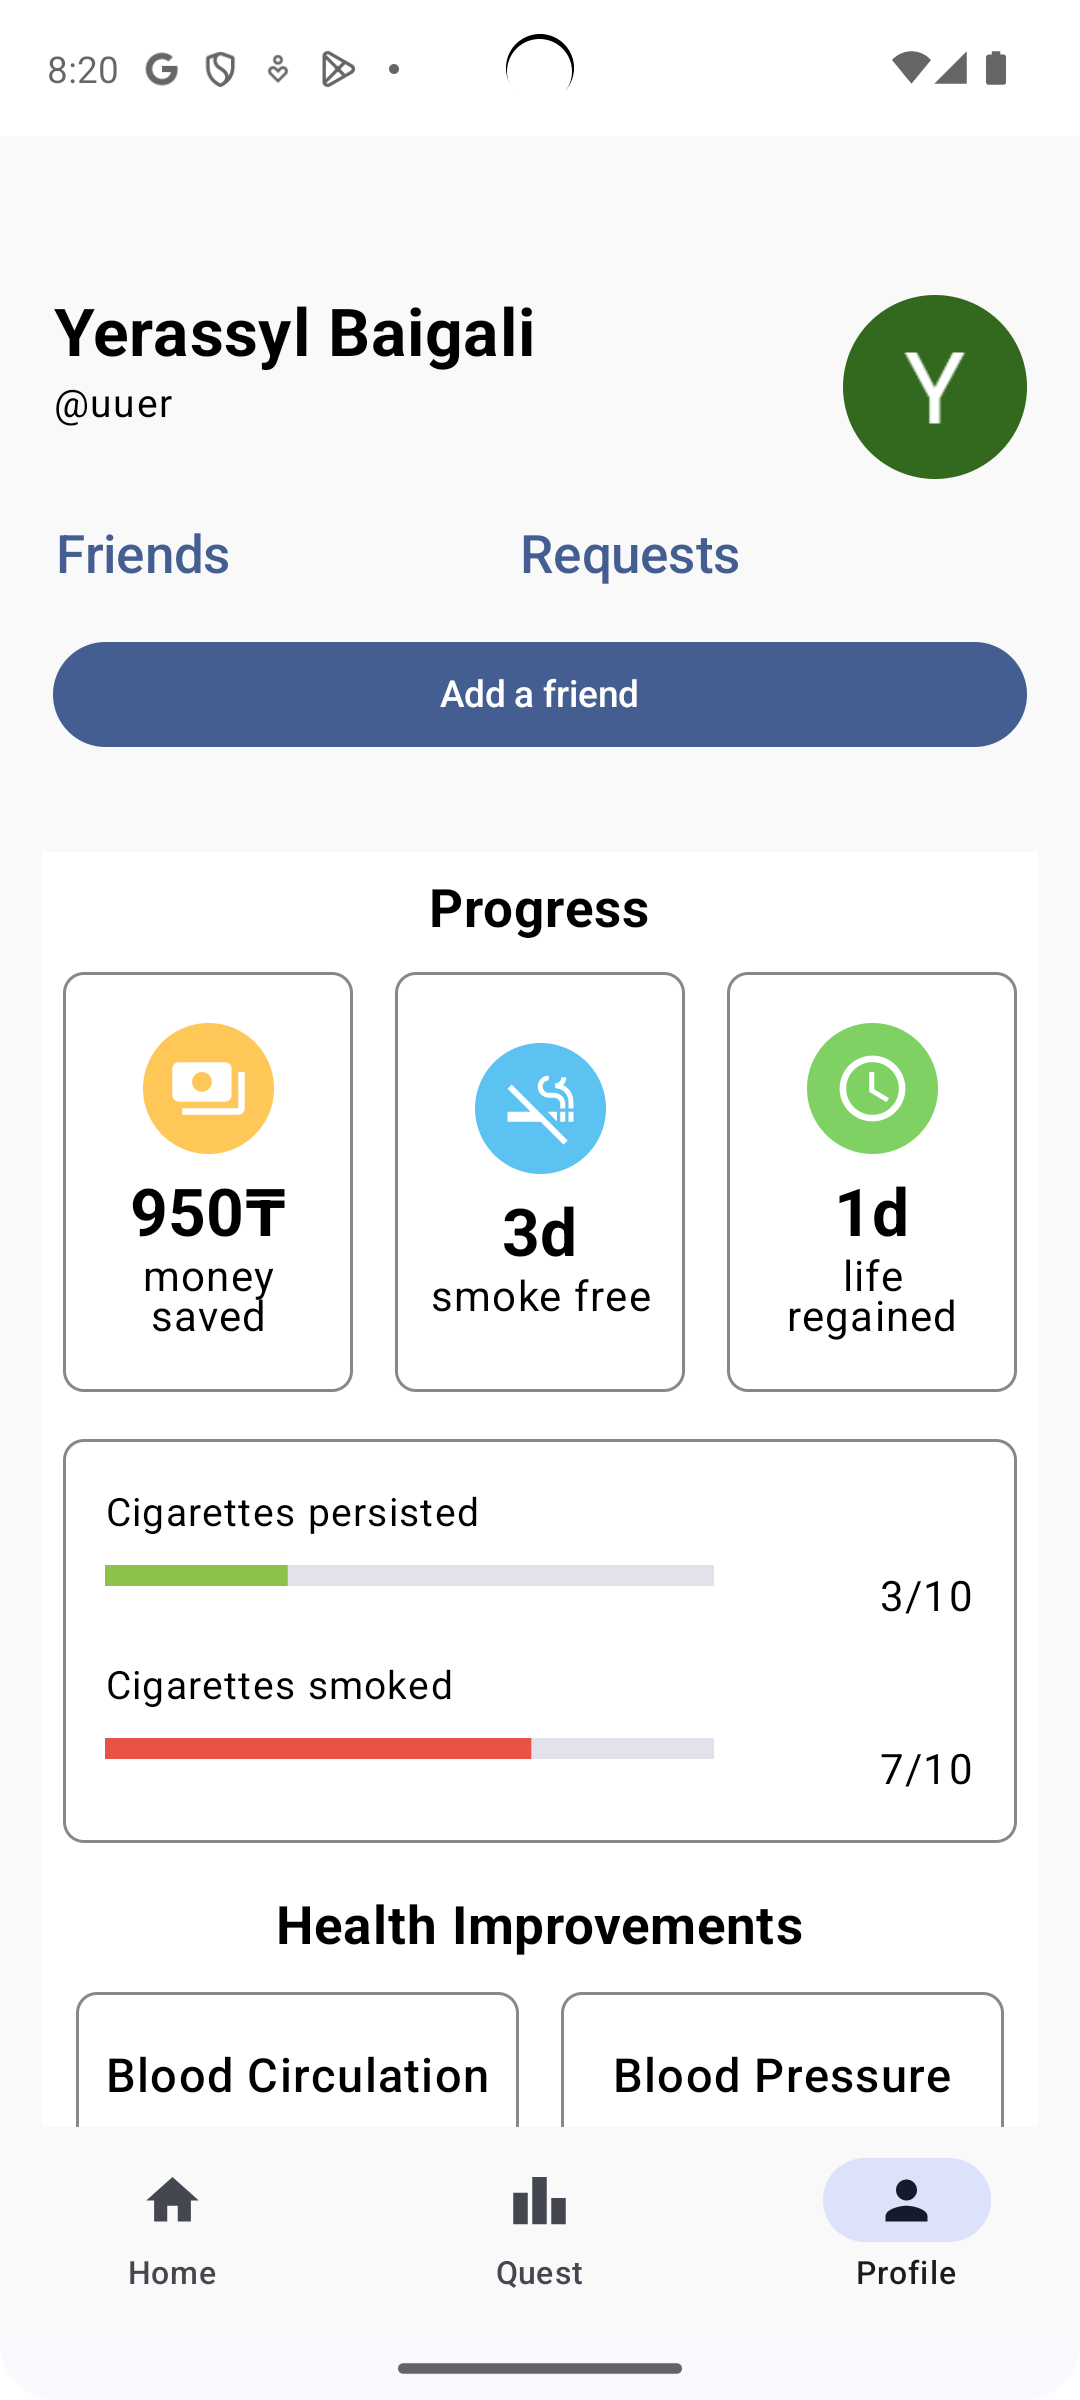 8:20
Yerassyl Baigali
@uuer
Y
Friends
Requests
Add a friend
Progress
950₸
money
saved
3d
smoke free
1d
life
regained
Cigarettes persisted
3/10
Cigarettes smoked
7/10
Health Improvements
Blood Circulation
Blood Pressure
Home
Quest
Profile